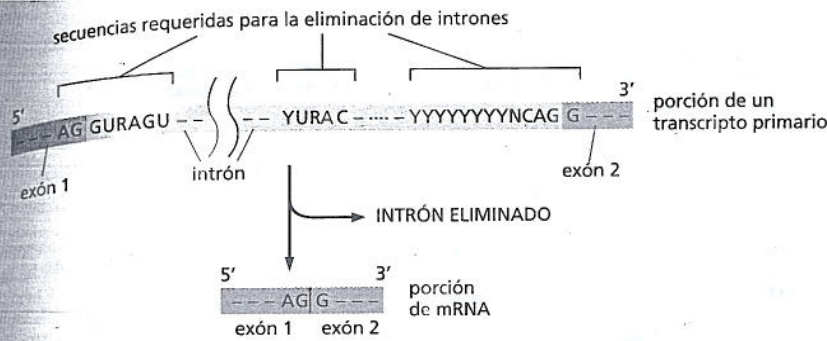 secuencias requeridas para la eliminación de intrones
5′ 3′
---AG GURAGU -- -- YURAC-····-YYYYYYYYNCAG G---
porción de un
transcripto primario
exón 1
intrón
exón 2
INTRÓN ELIMINADO
5′ 3′
---AG G---
porción
de mRNA
exón 1 exón 2